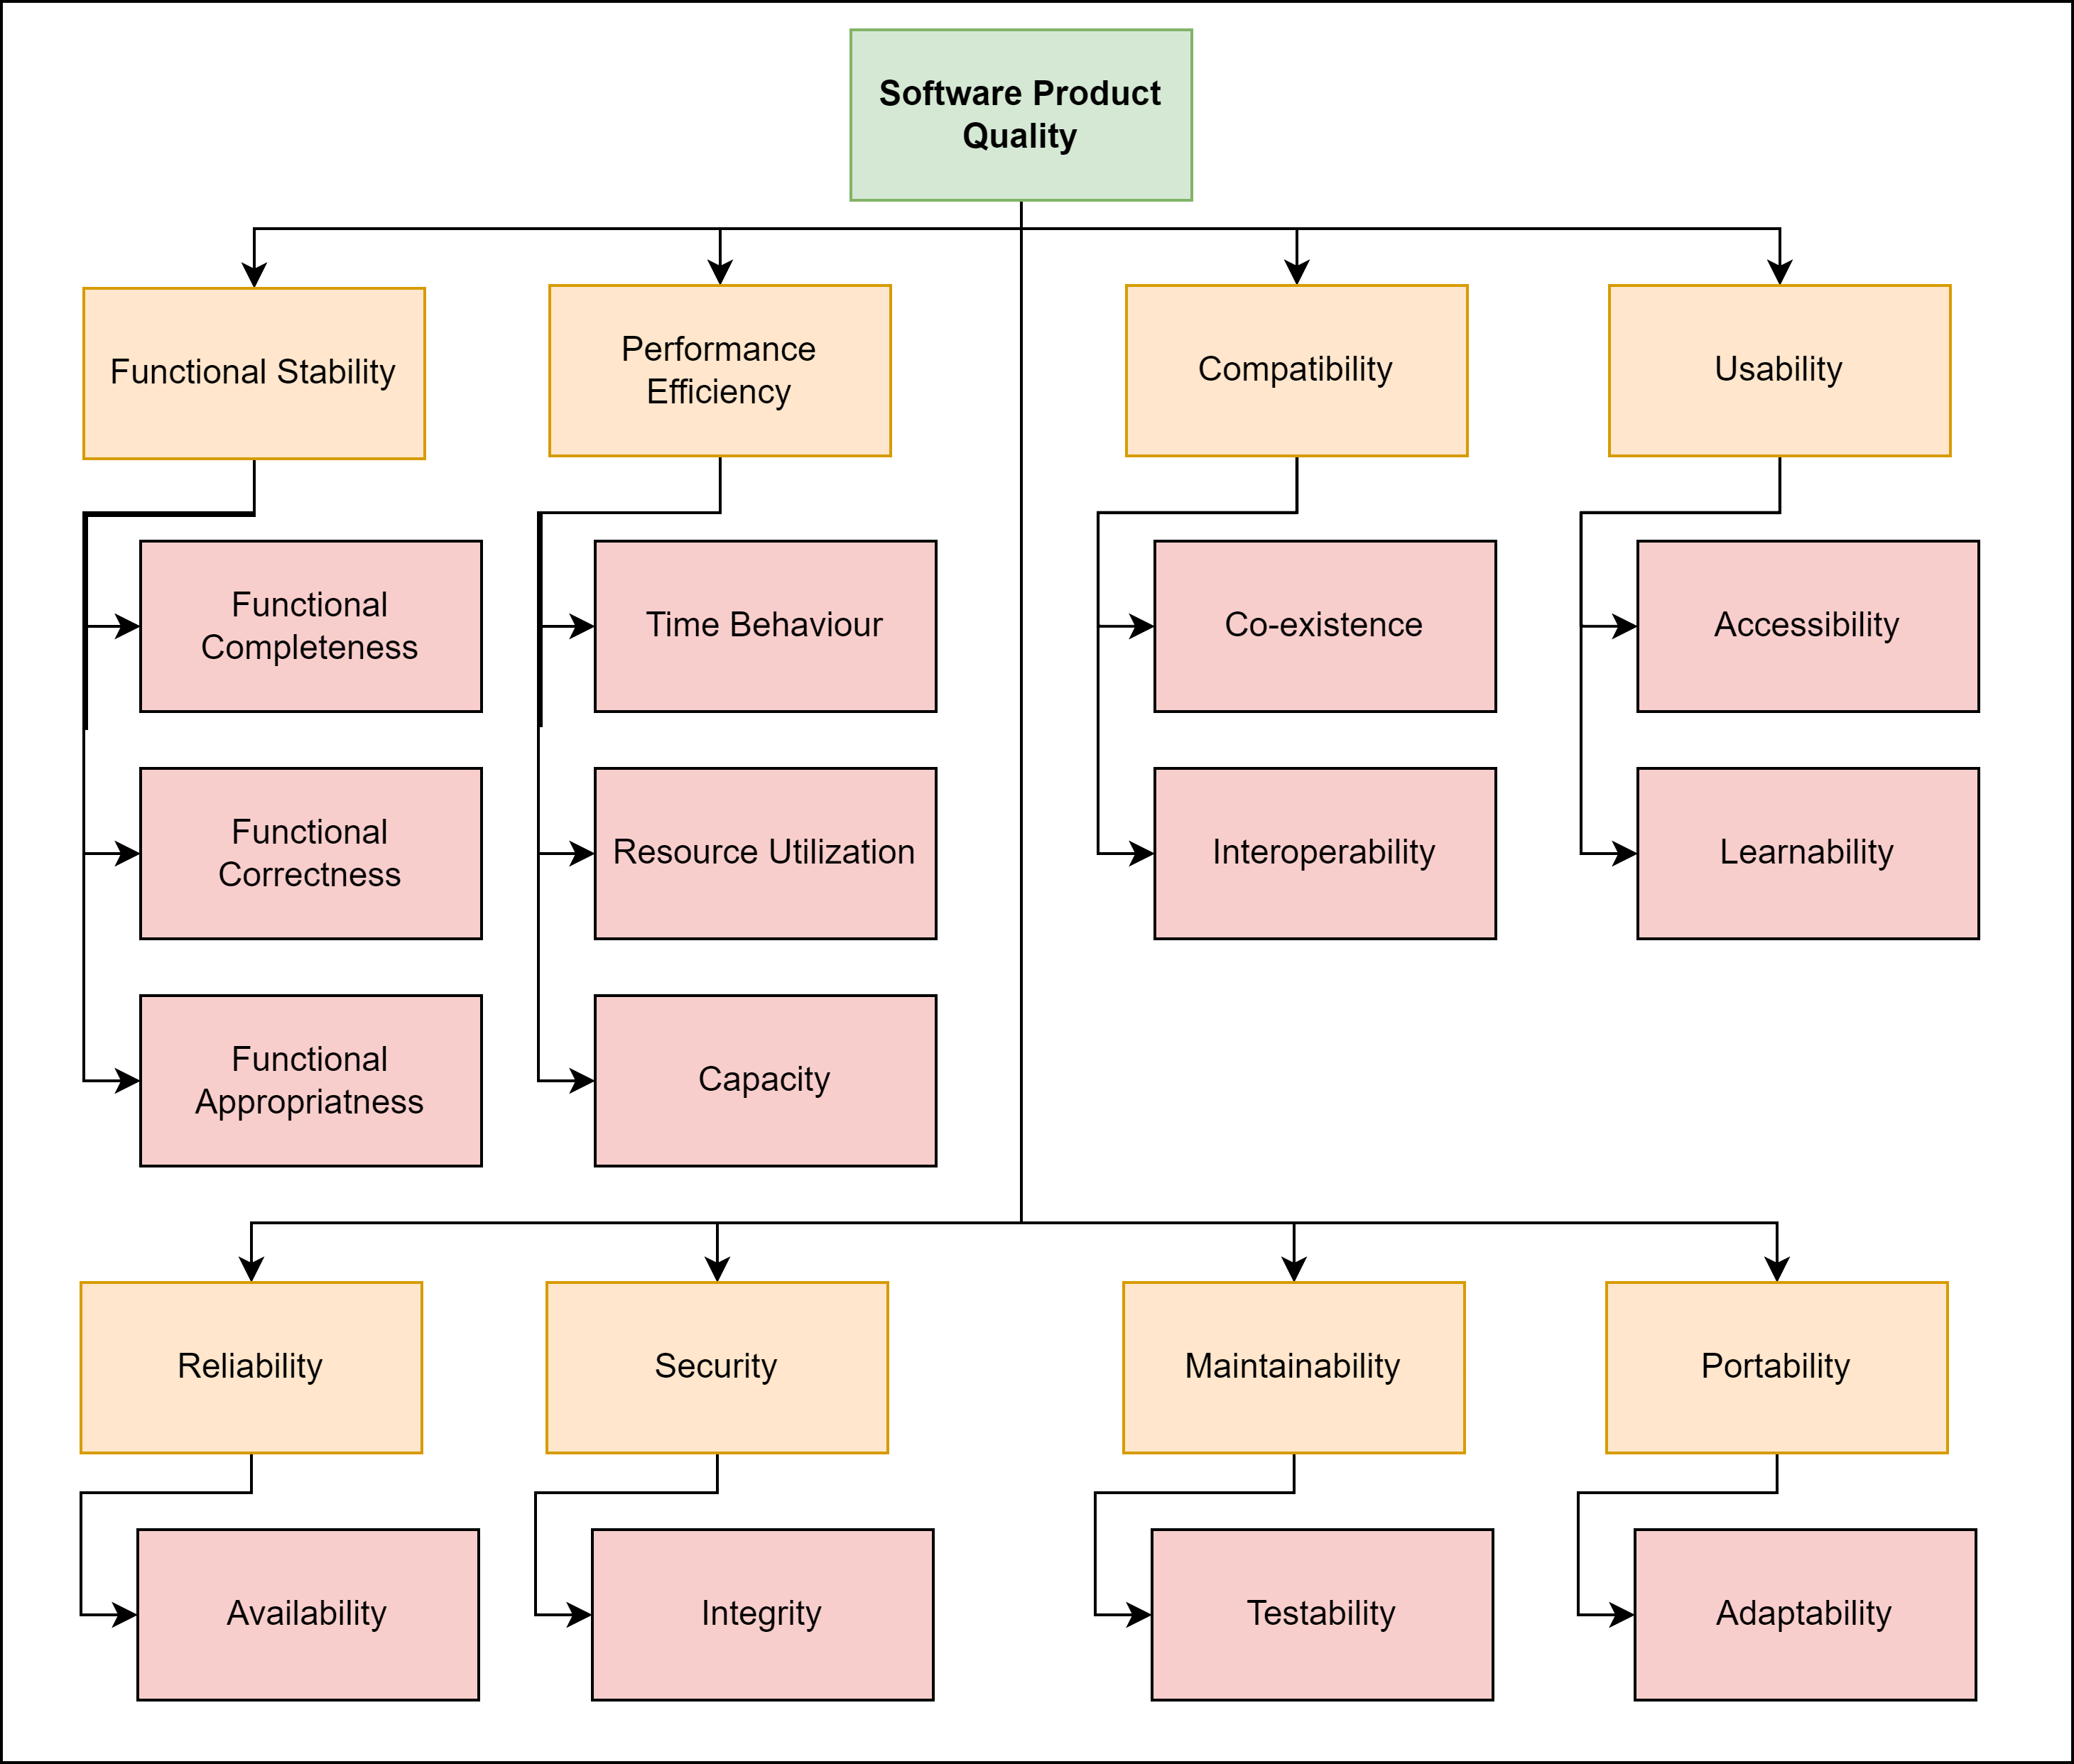 Software Product
Quality
Functional Stability
Performance
Efficiency
Compatibility
Usability
Functional
Completeness
Time Behaviour
Co-existence
Accessibility
Functional
Correctness
Resource Utilization
Interoperability
Learnability
Functional
Appropriatness
Capacity
Reliability
Security
Maintainability
Portability
Availability
Integrity
Testability
Adaptability